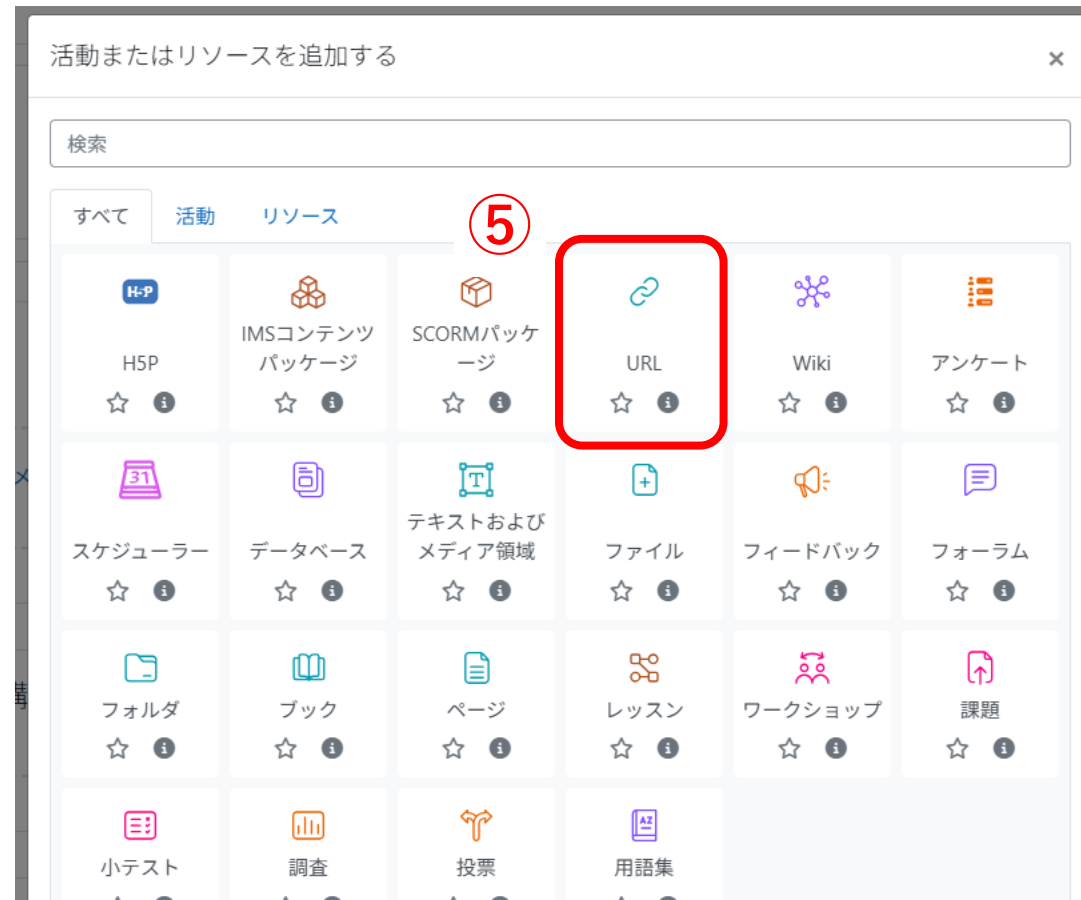 活動またはリソースを追加する
×
検索
すべて 活動 リソース
⑤
H5P
H5P
IMSコンテンツ
パッケージ
SCORMパッケ
ージ
URL
Wiki
アンケート
31
スケジューラー
データベース
T
テキストおよび
メディア領域
ファイル
フィードバック
フォーラム
フォルダ
ブック
ページ
レッスン
ワークショップ
課題
小テスト
調査
投票
AZ
用語集
メ